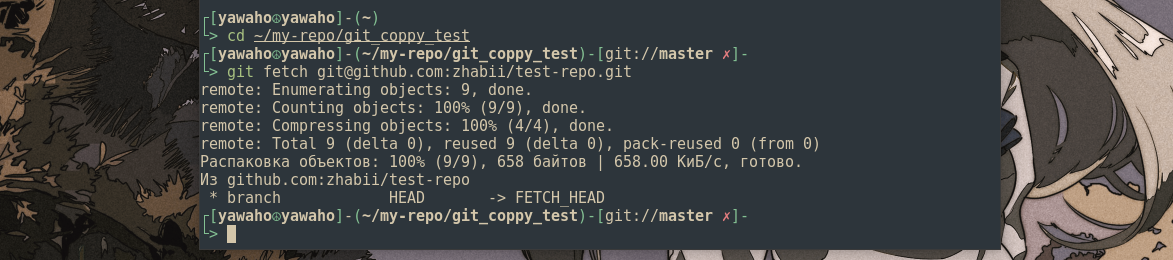 ┌[yawaho☮yawaho]-(~)
└> cd ~/my-repo/git_coppy_test
┌[yawaho☮yawaho]-(~/my-repo/git_coppy_test)-[git://master ✗]-
└> git fetch git@github.com:zhabii/test-repo.git
remote: Enumerating objects: 9, done.
remote: Counting objects: 100% (9/9), done.
remote: Compressing objects: 100% (4/4), done.
remote: Total 9 (delta 0), reused 9 (delta 0), pack-reused 0 (from 0)
Распаковка объектов: 100% (9/9), 658 байтов | 658.00 КиБ/с, готово.
Из github.com:zhabii/test-repo
 * branch            HEAD       -> FETCH_HEAD
┌[yawaho☮yawaho]-(~/my-repo/git_coppy_test)-[git://master ✗]-
└>